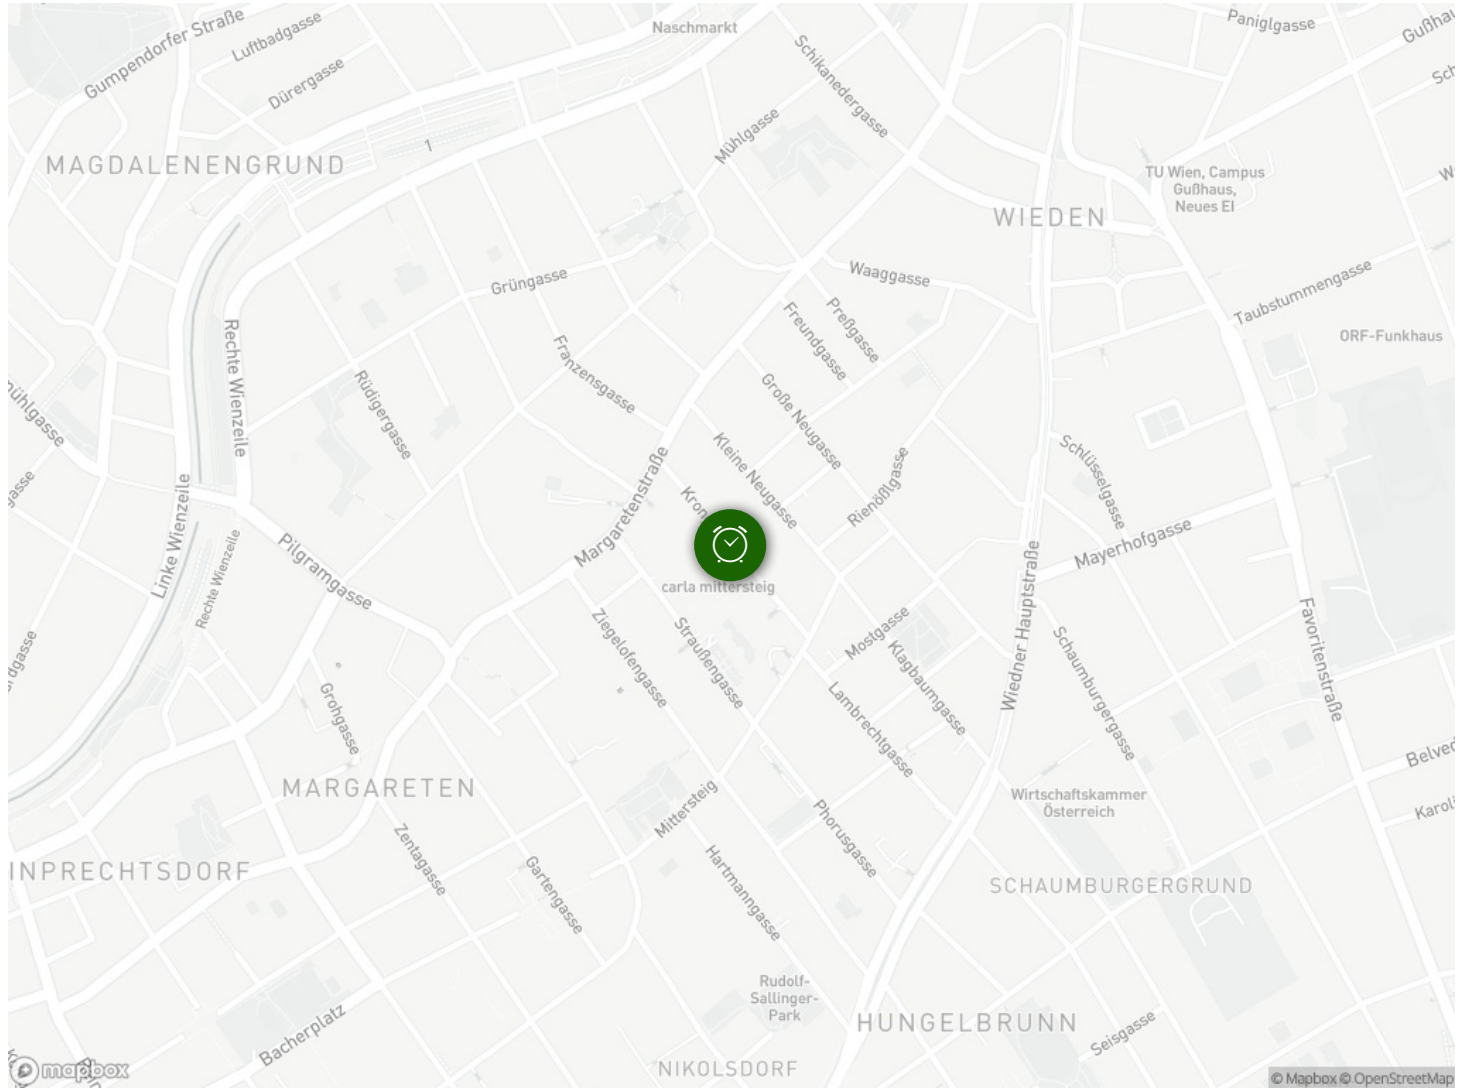 Gumpendorfer Straße
Luftbadgasse
Dürergasse
Naschmarkt
Schikanedergasse
Paniglgasse
Mühlgasse
1
MAGDALENENGRUND
TU Wien, Campus
Gußhaus,
Neues EI
WIEDEN
Waaggasse
Grüngasse
Taubstummengasse
ORF-Funkhaus
Preßgasse
Freundgasse
Rechte Wienzeile
Franzensgasse
Rüdigergasse
Große Neugasse
Kleine Neugasse
Rienößlgasse
Schlüsselgasse
Margaretenstraße
Linke Wienzeile
Rechte Wienzeile
Pilgramgasse
Mayerhofgasse
carla mittersteig
Wiedner Hauptstraße
Favoritenstraße
Ziegelofengasse
Straußengasse
Mostgasse
Klagbaumgasse
Schaumburgergasse
Grohgasse
Lambrechtgasse
MARGARETEN
Wirtschaftskammer
Österreich
Mittersteig
Phorusgasse
Zentagasse
Gartengasse
Hartmanngasse
INPRECHTSDORF
SCHAUMBURGERGRUND
Rudolf-
Sallinger-
Park
HUNGELBRUNN
Bacherplatz
Seisgasse
NIKOLSDORF
mapbox
© Mapbox © OpenStreetMap